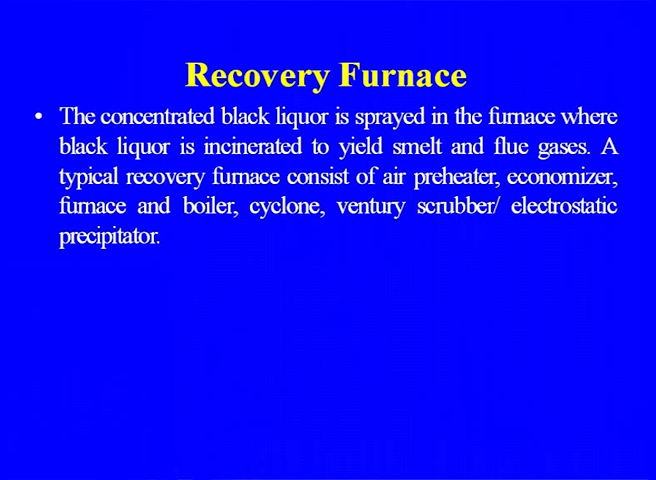 Recovery Furnace
• The concentrated black liquor is sprayed in the furnace where
black liquor is incinerated to yield smelt and flue gases. A
typical recovery furnace consist of air preheater, economizer,
furnace and boiler, cyclone, ventury scrubber/ electrostatic
precipitator.